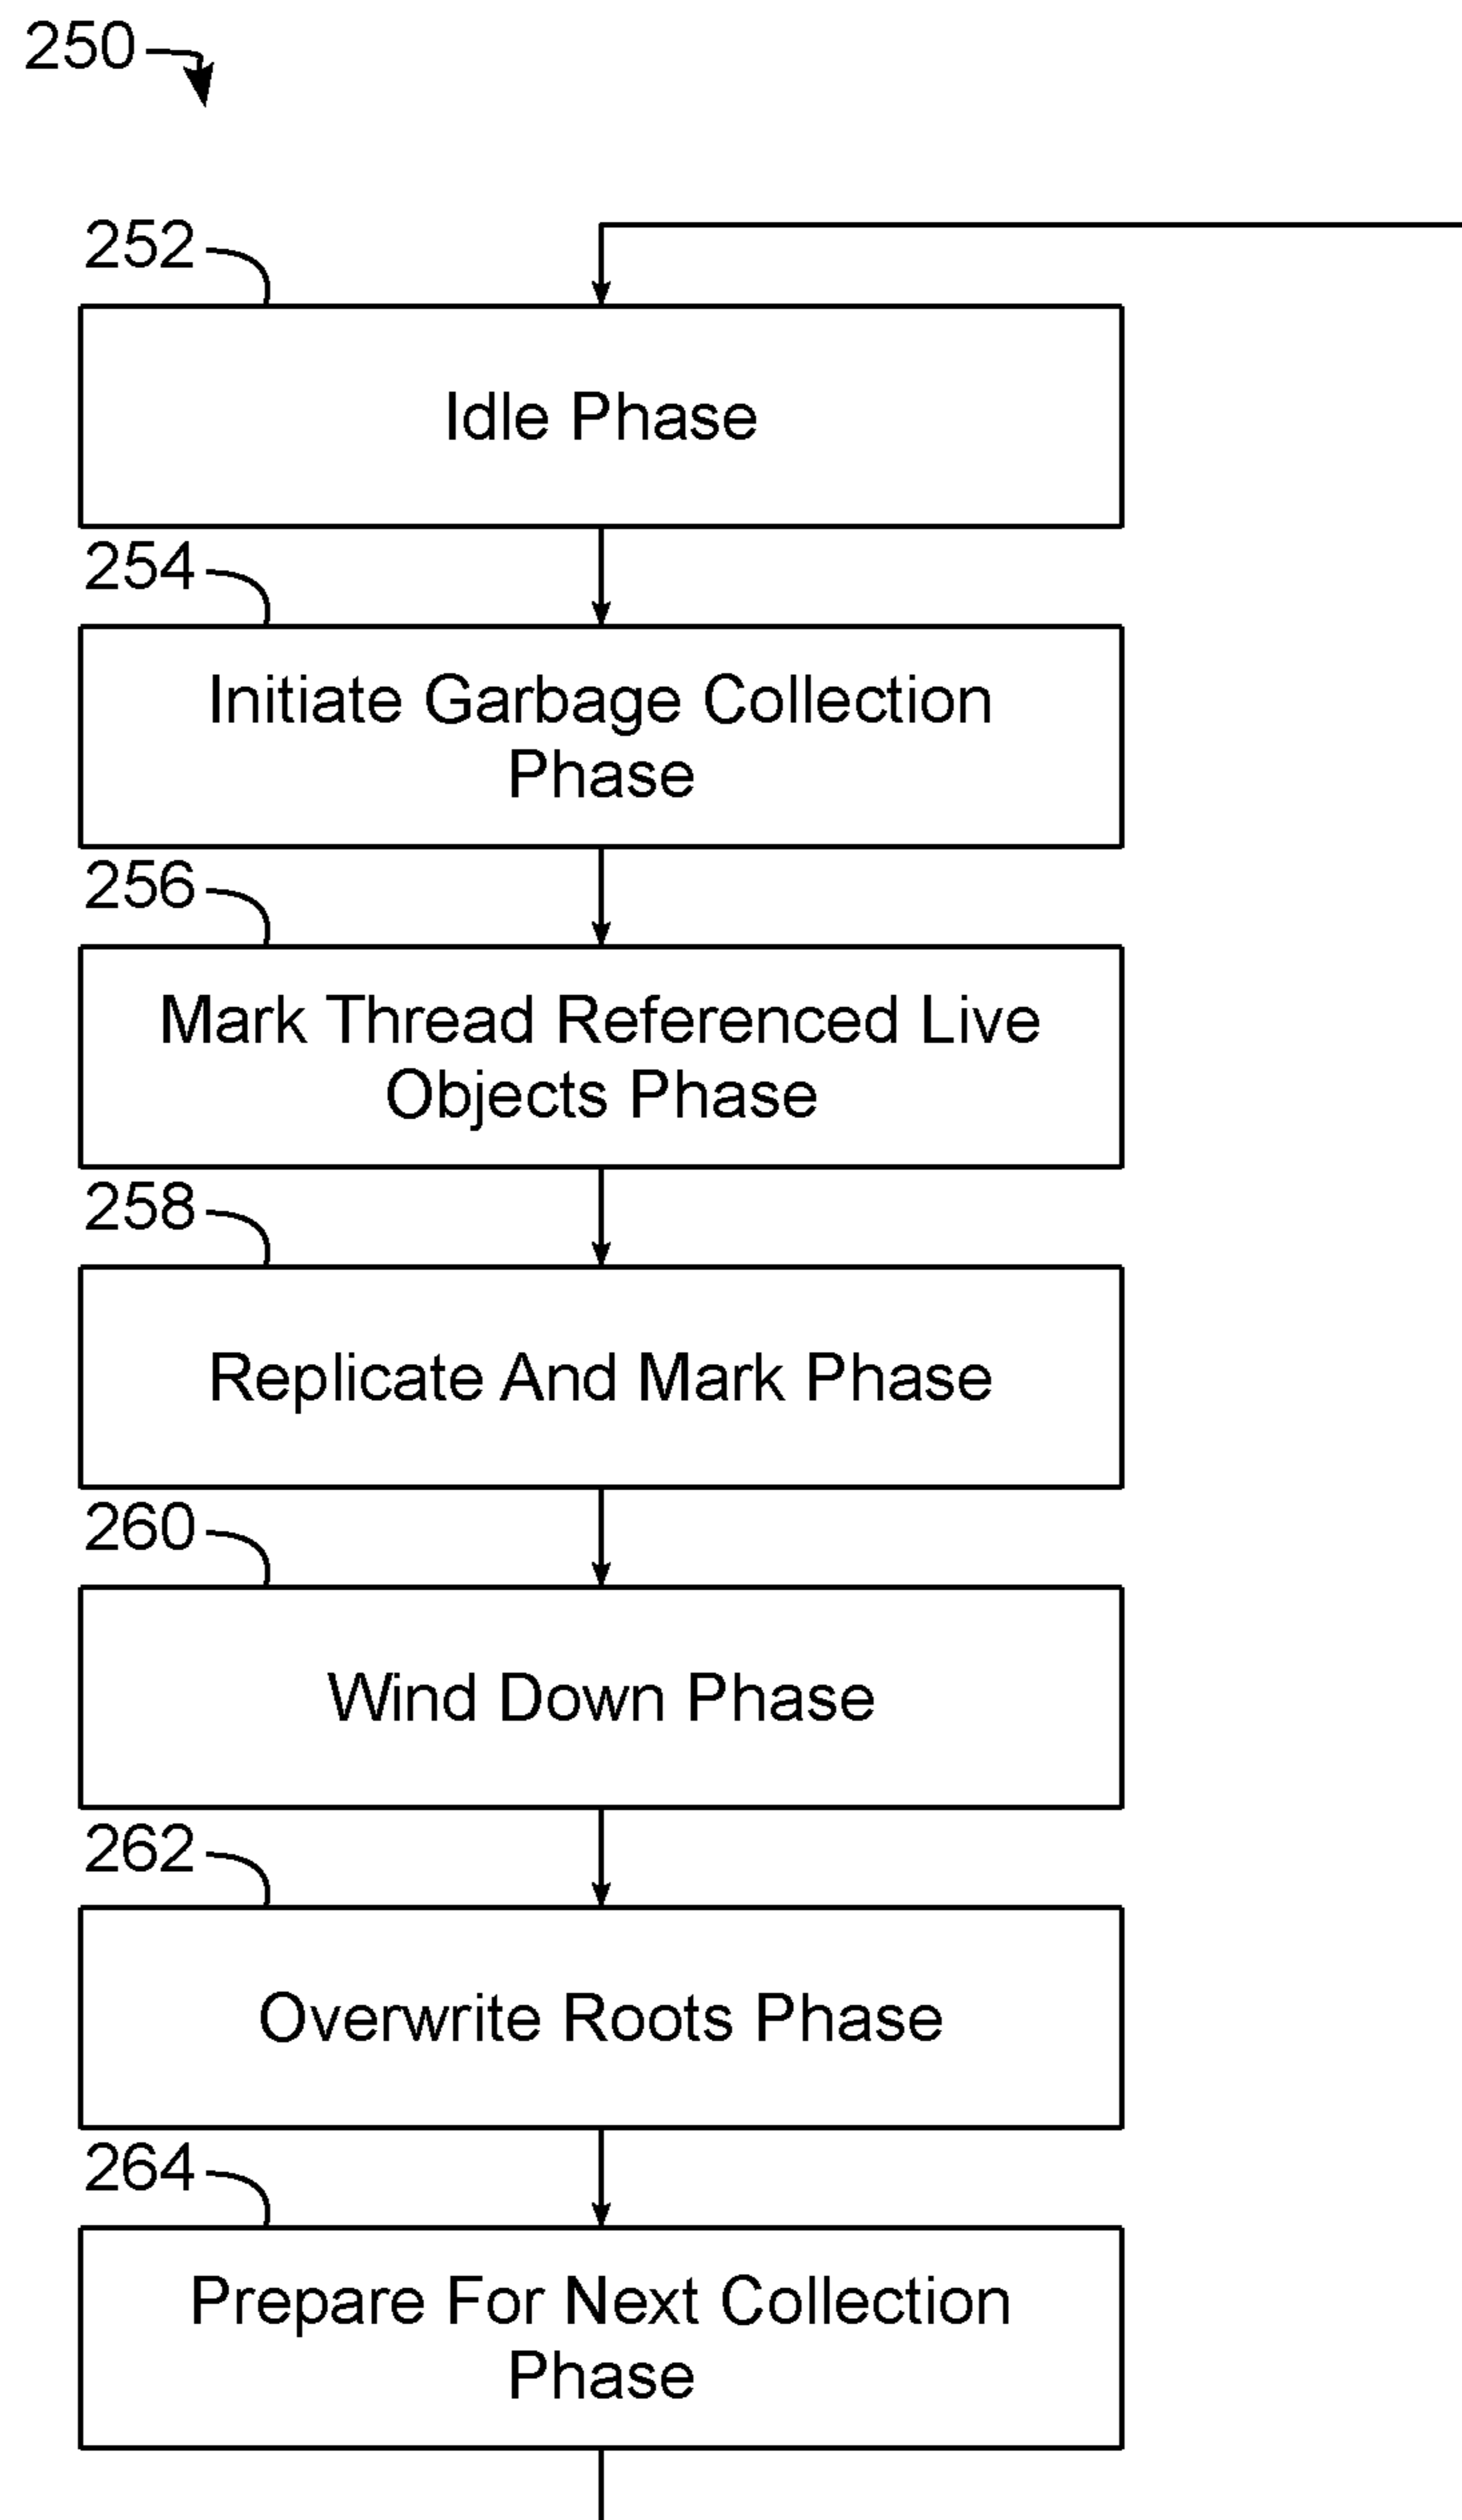 250
252
Idle Phase
254
Initiate Garbage Collection
Phase
256
Mark Thread Referenced Live
Objects Phase
258
Replicate And Mark Phase
260
Wind Down Phase
262
Overwrite Roots Phase
264
Prepare For Next Collection
Phase